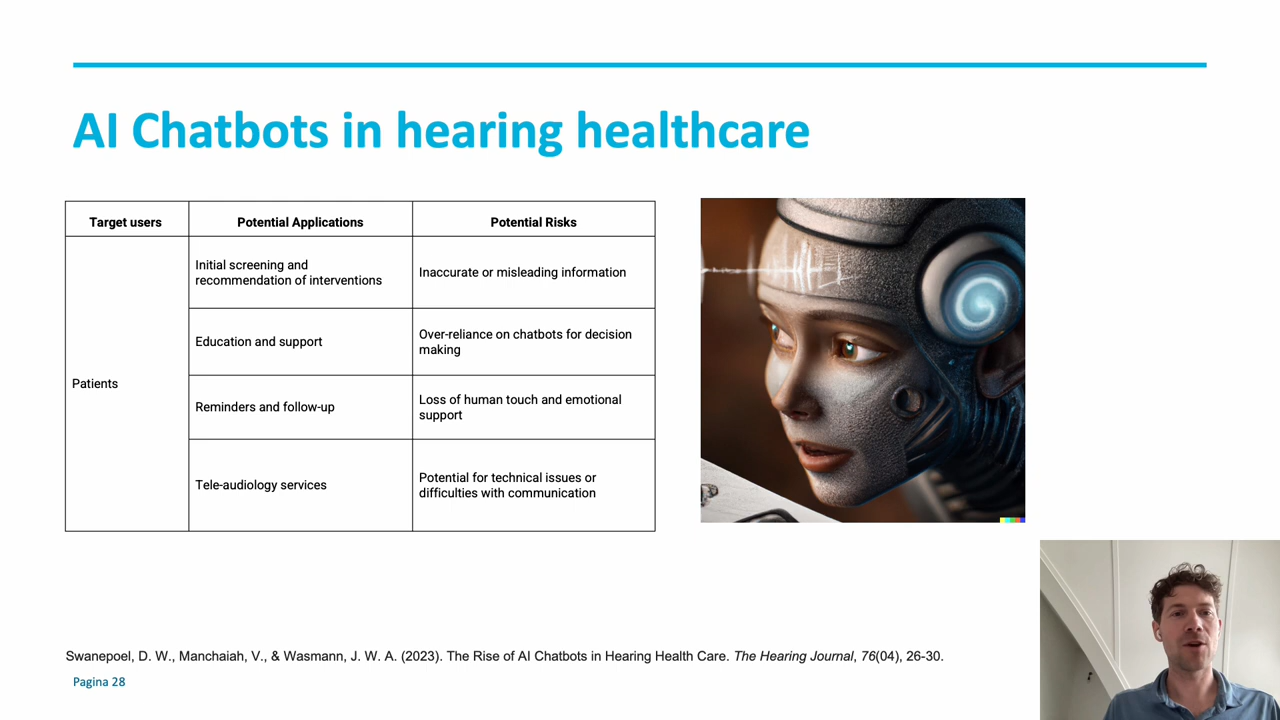 AI Chatbots in hearing healthcare
Target users
Potential Applications
Potential Risks
Patients
Initial screening and
recommendation of interventions
Inaccurate or misleading information
Education and support
Over-reliance on chatbots for decision
making
Reminders and follow-up
Loss of human touch and emotional
support
Tele-audiology services
Potential for technical issues or
difficulties with communication
Swanepoel, D. W., Manchaiah, V., & Wasmann, J. W. A. (2023). The Rise of AI Chatbots in Hearing Health Care. The Hearing Journal, 76(04), 26-30.
Pagina 28